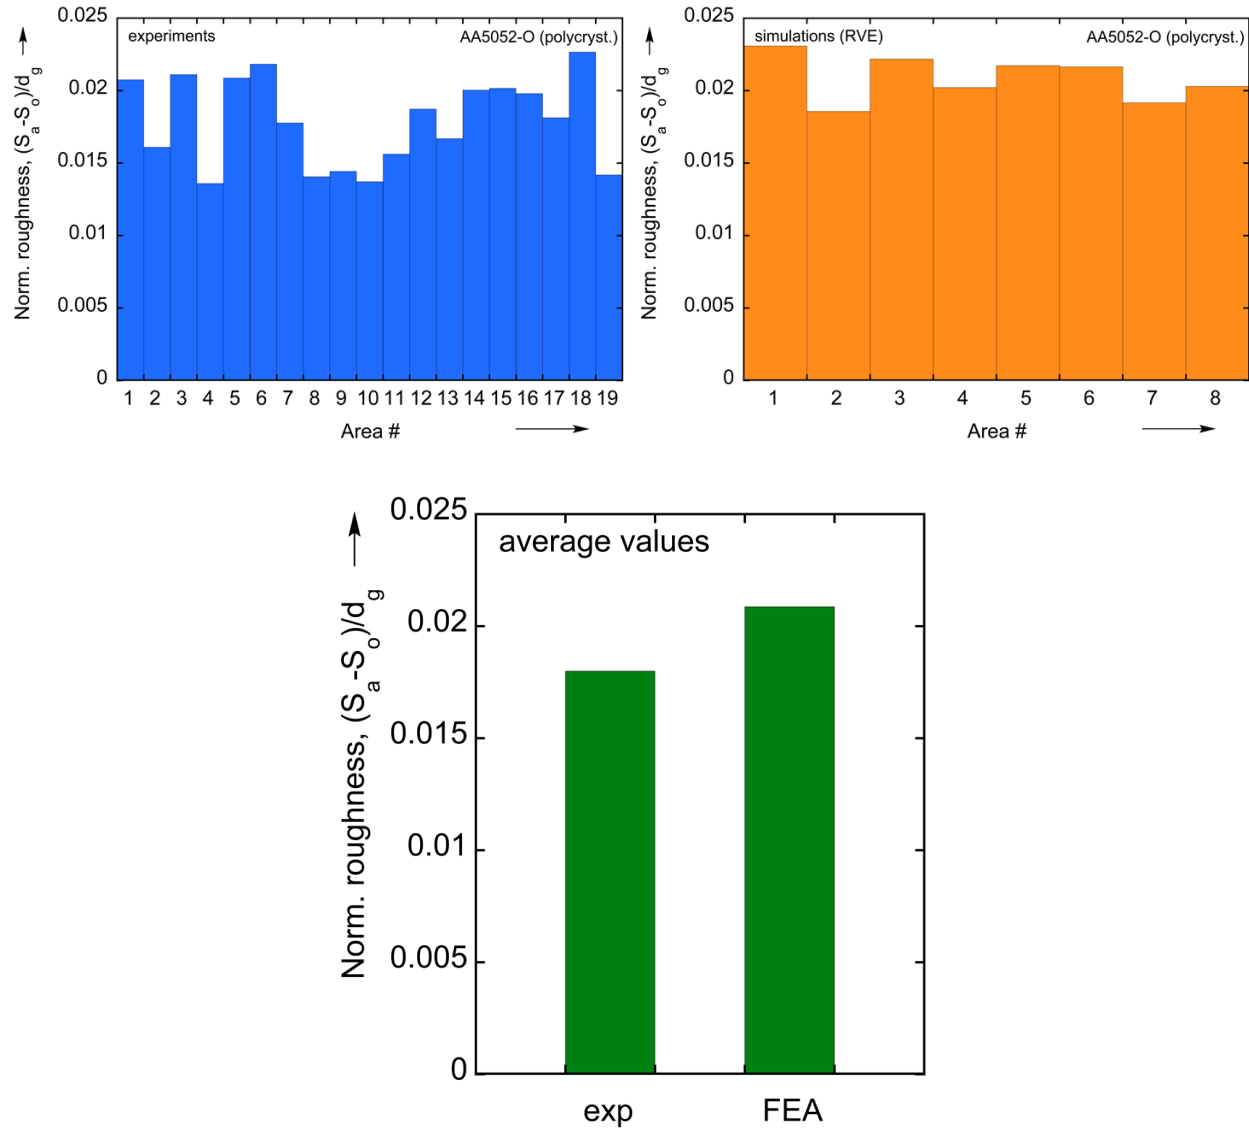 experiments
AA5052-O (polycryst.)
Norm. roughness, (Sa-So)/dg
0.025
0.02
0.015
0.01
0.005
0
1 2 3 4 5 6 7 8 9 10 11 12 13 14 15 16 17 18 19
Area #
simulations (RVE)
AA5052-O (polycryst.)
Norm. roughness, (Sa-So)/dg
0.025
0.02
0.015
0.01
0.005
0
1 2 3 4 5 6 7 8
Area #
average values
Norm. roughness, (Sa-So)/dg
0.025
0.02
0.015
0.01
0.005
0
exp FEA